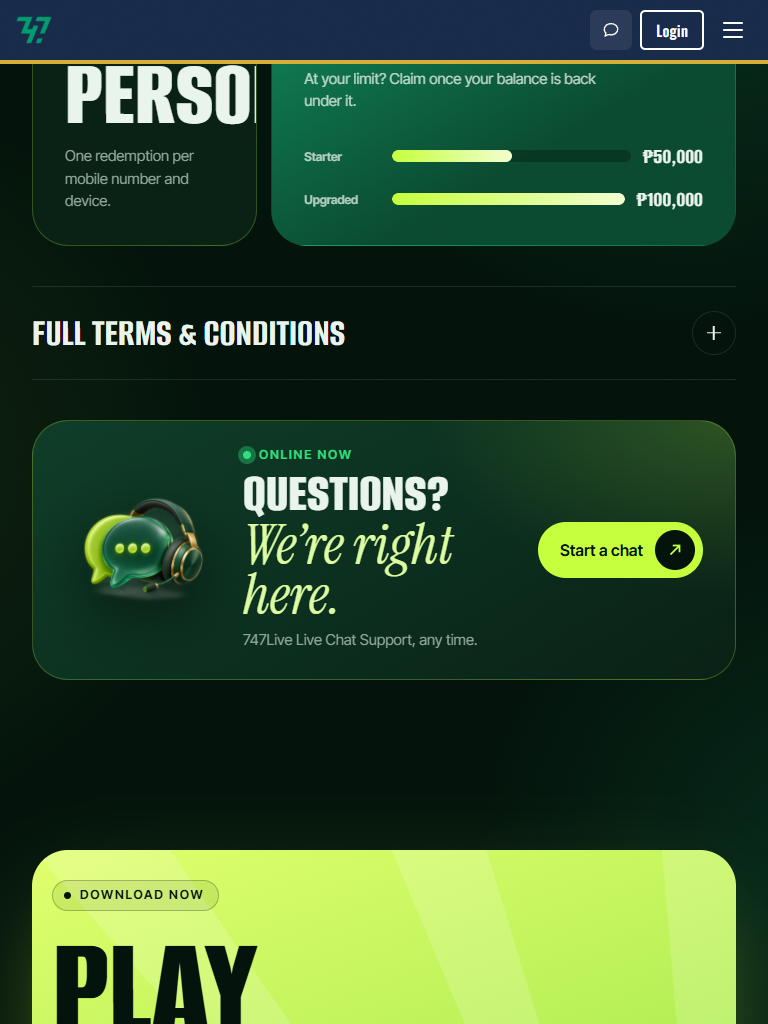 747
Login
PERSO
One redemption per
mobile number and
device.
At your limit? Claim once your balance is back
under it.
Starter
₱50,000
Upgraded
₱100,000
FULL TERMS & CONDITIONS
ONLINE NOW
QUESTIONS?
We're right
here.
747Live Live Chat Support, any time.
Start a chat
DOWNLOAD NOW
PLAY